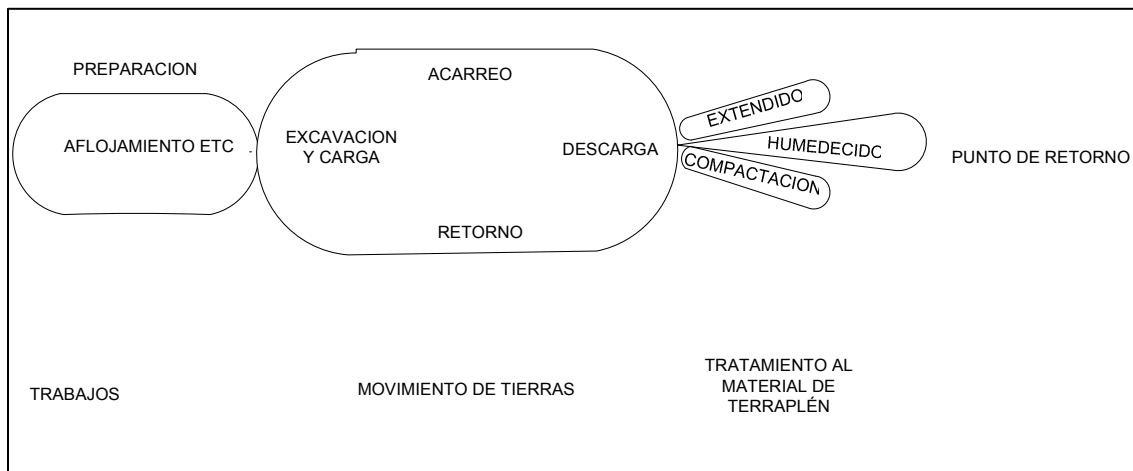 PREPARACION
AFLOJAMIENTO ETC
EXCAVACION
Y CARGA
ACARREO
DESCARGA
RETORNO
EXTENDIDO
HUMEDECIDO
COMPACTACION
PUNTO DE RETORNO
TRABAJOS
MOVIMIENTO DE TIERRAS
TRATAMIENTO AL
MATERIAL DE
TERRAPLÉN